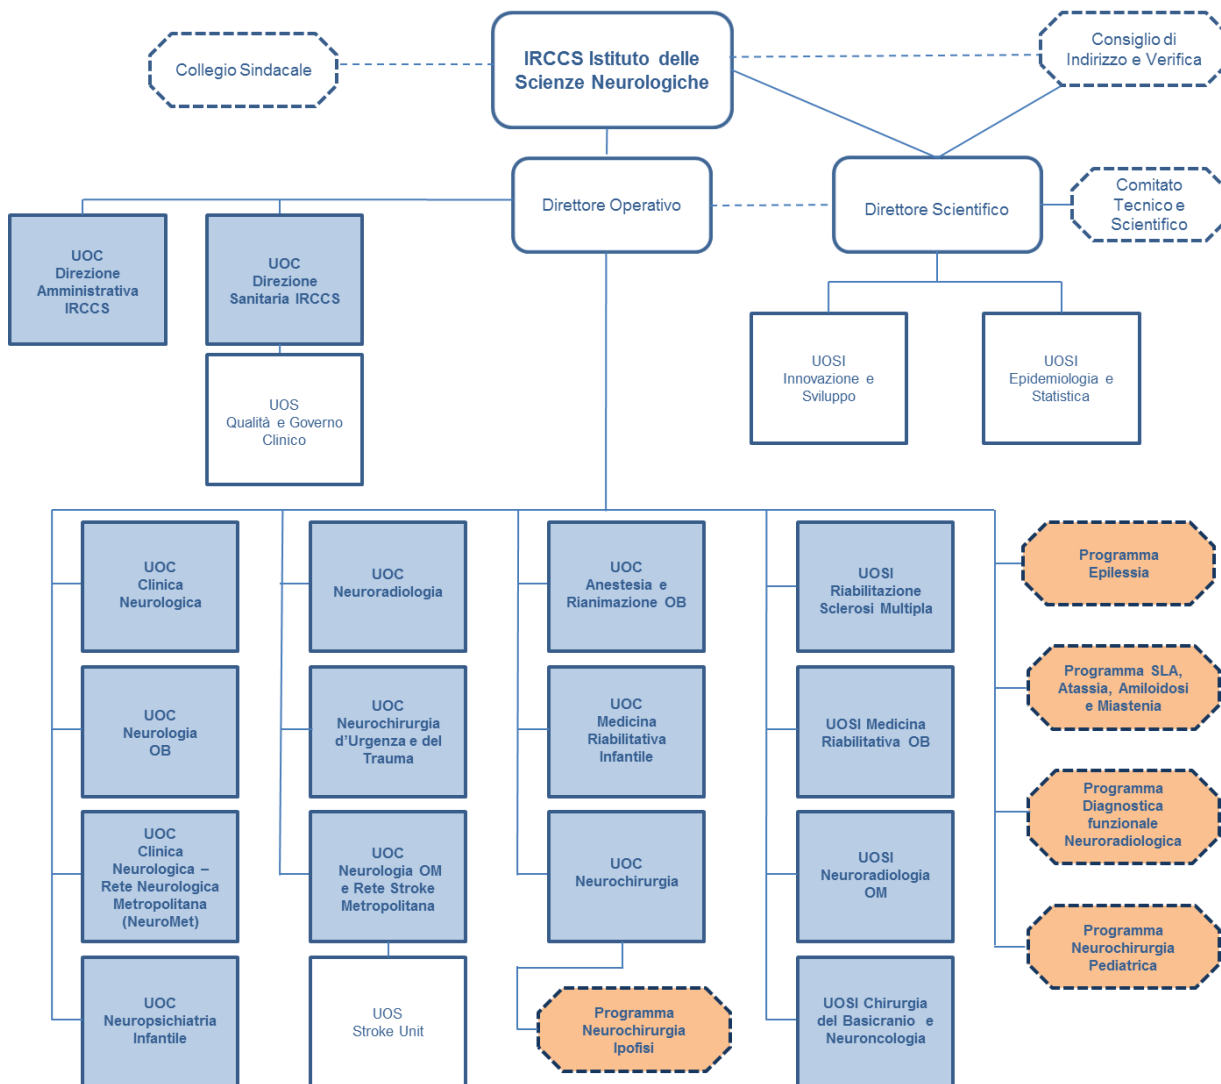 Collegio Sindacale
IRCCS Istituto delle
Scienze Neurologiche
Consiglio di
Indirizzo e Verifica
Direttore Operativo
Direttore Scientifico
Comitato
Tecnico e
Scientifico
UOC
Direzione
Amministrativa
IRCCS
UOC
Direzione
Sanitaria IRCCS
UOS
Qualità e Governo
Clinico
UOSI
Innovazione e
Sviluppo
UOSI
Epidemiologia e
Statistica
UOC
Clinica
Neurologica
UOC
Neuroradiologia
UOC
Anestesia e
Rianimazione OB
UOSI
Riabilitazione
Sclerosi Multipla
Programma
Epilessia
UOC
Neurologia
OB
UOC
Neurochirurgia
d'Urgenza e del
Trauma
UOC
Medicina
Riabilitativa
Infantile
UOSI Medicina
Riabilitativa OB
Programma SLA,
Atassia, Amiloidosi
e Miastenia
UOC
Clinica
Neurologica –
Rete Neurologica
Metropolitana
(NeuroMet)
UOC
Neurologia OM
e Rete Stroke
Metropolitana
UOC
Neurochirurgia
UOSI
Neuroradiologia
OM
Programma
Diagnostica
funzionale
Neuroradiologica
UOC
Neuropsichiatria
Infantile
UOS
Stroke Unit
Programma
Neurochirurgia
Ipofisi
UOSI Chirurgia
del Basicranio e
Neuroncologia
Programma
Neurochirurgia
Pediatrica